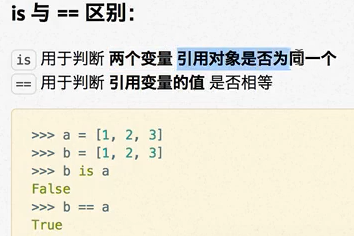 is 与 == 区别：
is 用于判断 两个变量 引用对象是否为同一个
== 用于判断 引用变量的值 是否相等
>>> a = [1, 2, 3]
>>> b = [1, 2, 3]
>>> b is a
False
>>> b == a
True